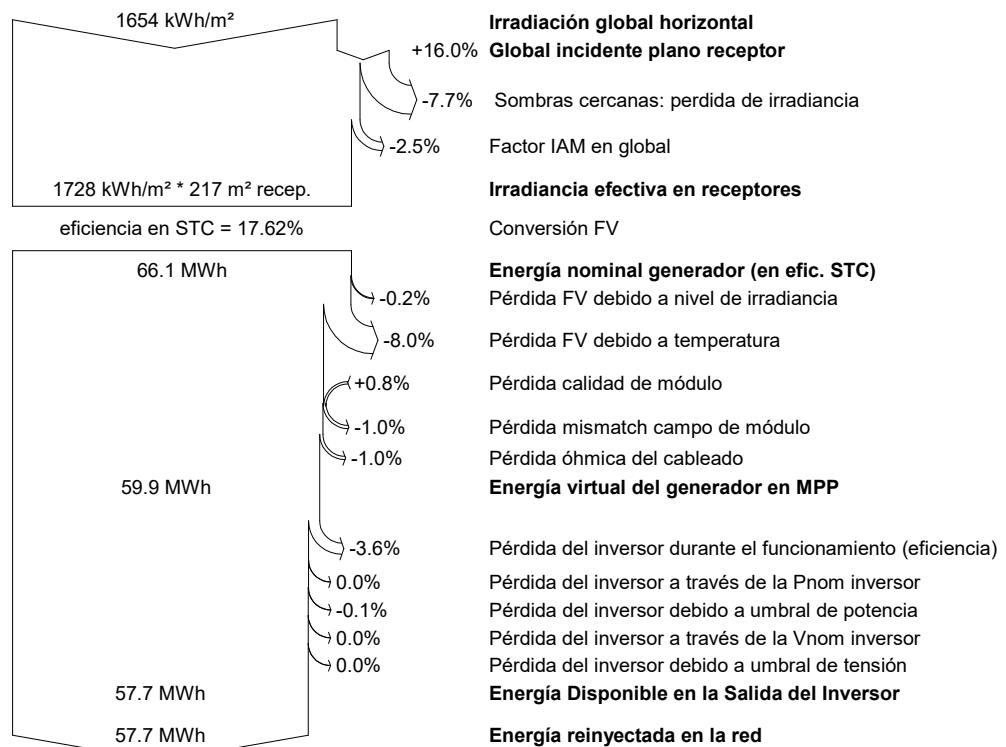 1654 kWh/m² Irradiación global horizontal
+16.0% Global incidente plano receptor
-7.7% Sombras cercanas: perdida de irradiancia
-2.5% Factor IAM en global
1728 kWh/m² * 217 m² recep. Irradiancia efectiva en receptores
eficiencia en STC = 17.62% Conversión FV
66.1 MWh Energía nominal generador (en efic. STC)
-0.2% Pérdida FV debido a nivel de irradiancia
-8.0% Pérdida FV debido a temperatura
+0.8% Pérdida calidad de módulo
-1.0% Pérdida mismatch campo de módulo
-1.0% Pérdida óhmica del cableado
59.9 MWh Energía virtual del generador en MPP
-3.6% Pérdida del inversor durante el funcionamiento (eficiencia)
0.0% Pérdida del inversor a través de la Pnom inversor
-0.1% Pérdida del inversor debido a umbral de potencia
0.0% Pérdida del inversor a través de la Vnom inversor
0.0% Pérdida del inversor debido a umbral de tensión
57.7 MWh Energía Disponible en la Salida del Inversor
57.7 MWh Energía reinyectada en la red